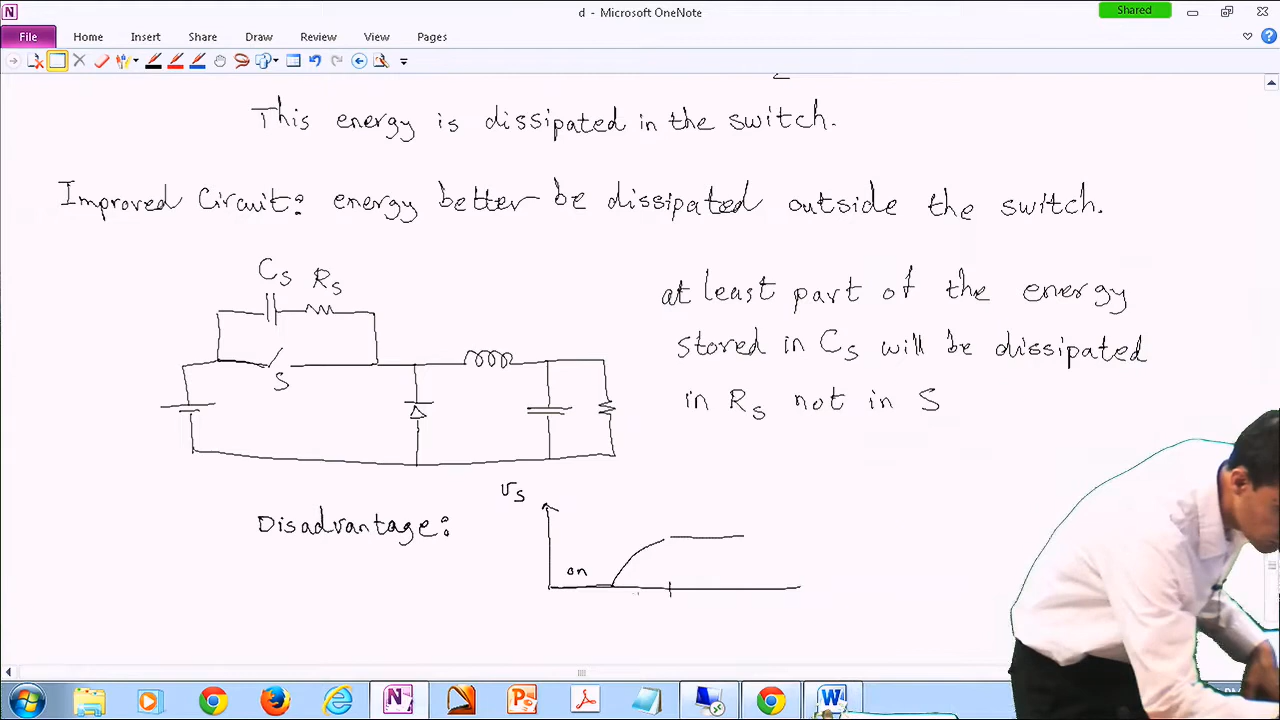 d - Microsoft OneNote
Shared
File Home Insert Share Draw Review View Pages
This energy is dissipated in the switch.
Improved Circuit: energy better be dissipated outside the switch.
Cs Rs
at least part of the energy
stored in Cs will be dissipated
in Rs not in S
S
Disadvantage:
vs
on